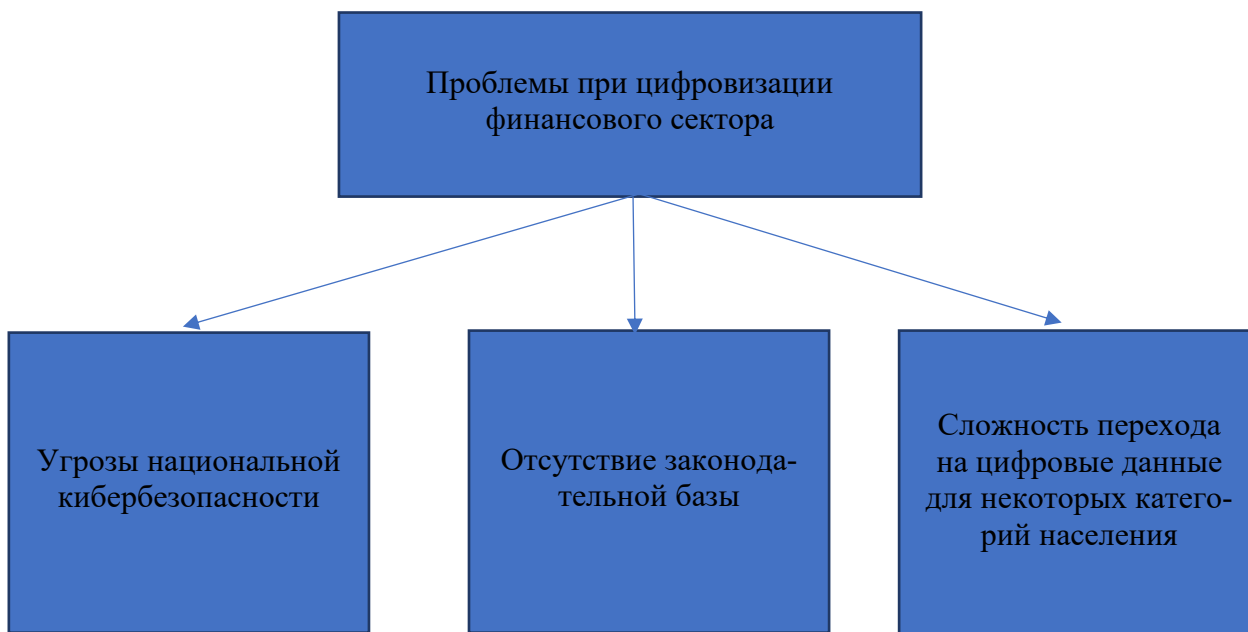 Проблемы при цифровизации
финансового сектора
Угрозы национальной
кибербезопасности
Отсутствие законода-
тельной базы
Сложность перехода
на цифровые данные
для некоторых катего-
рий населения